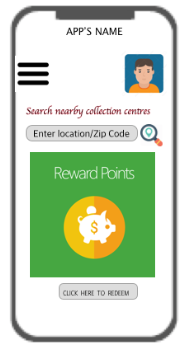 APP'S NAME
Search nearby collection centres
Enter location/Zip Code
Reward Points
$
CLICK HERE TO REDEEM